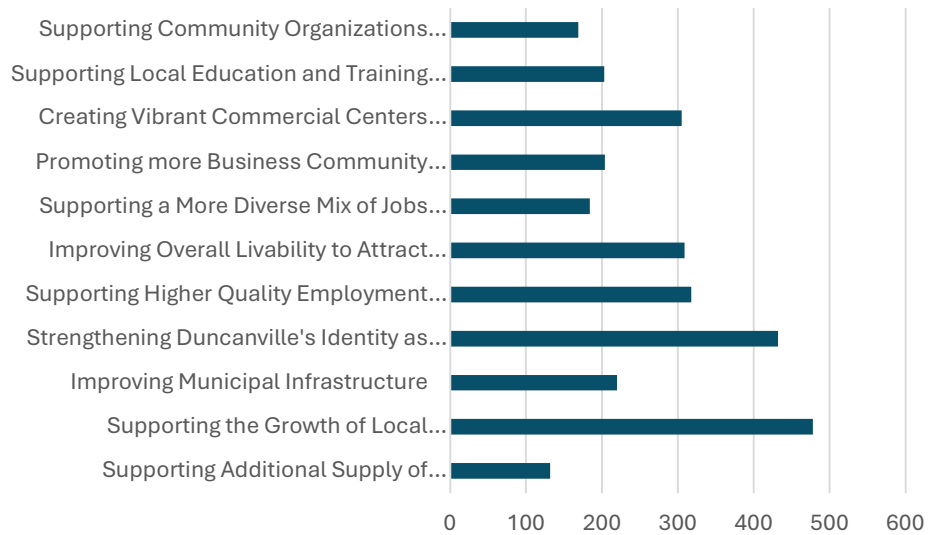 Supporting Community Organizations...
Supporting Local Education and Training...
Creating Vibrant Commercial Centers...
Promoting more Business Community...
Supporting a More Diverse Mix of Jobs...
Improving Overall Livability to Attract...
Supporting Higher Quality Employment...
Strengthening Duncanville's Identity as...
Improving Municipal Infrastructure
Supporting the Growth of Local...
Supporting Additional Supply of...
0 100 200 300 400 500 600